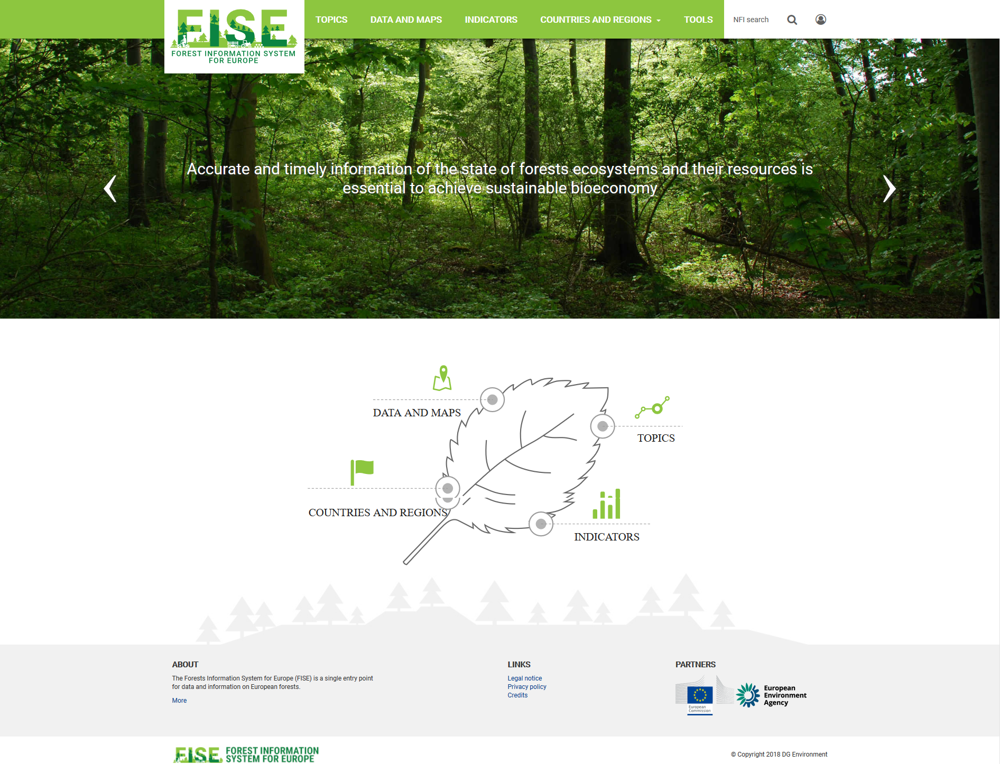 FISE
FOREST INFORMATION SYSTEM
FOR EUROPE
TOPICS
DATA AND MAPS
INDICATORS
COUNTRIES AND REGIONS
TOOLS
NFI search
Accurate and timely information of the state of forests ecosystems and their resources is
essential to achieve sustainable bioeconomy
DATA AND MAPS
TOPICS
COUNTRIES AND REGIONS
INDICATORS
ABOUT
The Forests Information System for Europe (FISE) is a single entry point
for data and information on European forests.
More
LINKS
Legal notice
Privacy policy
Credits
PARTNERS
European
Commission
European
Environment
Agency
FISE
FOREST INFORMATION
SYSTEM FOR EUROPE
© Copyright 2018 DG Environment